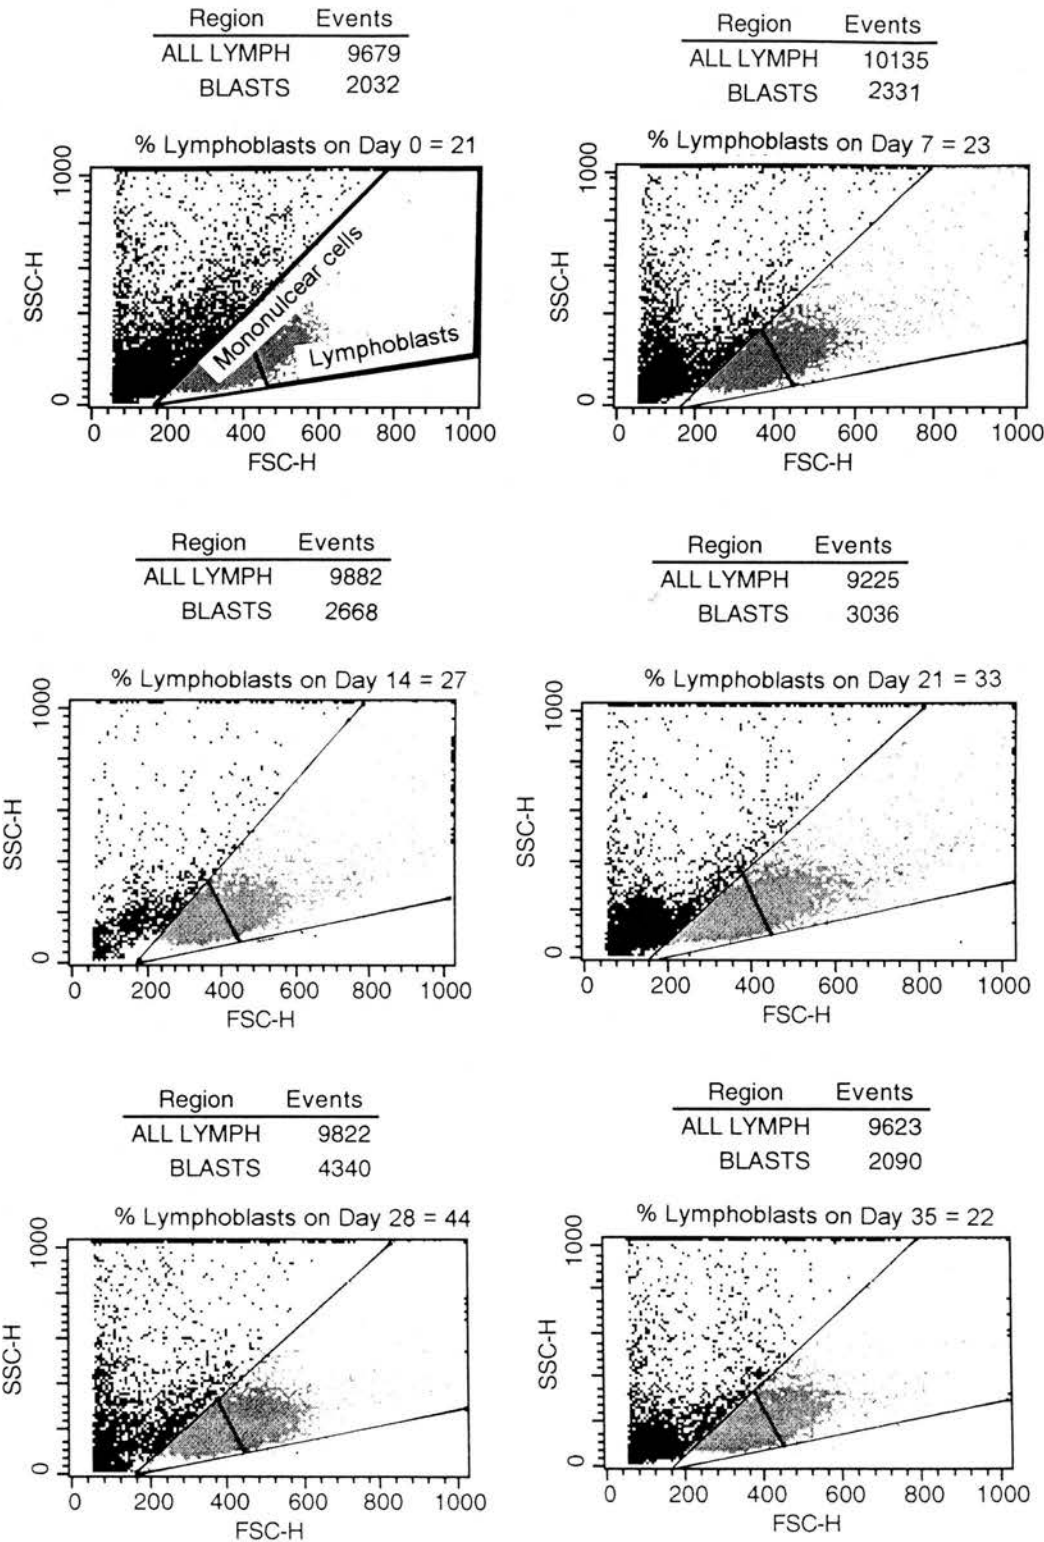 Region Events
ALL LYMPH 9679
BLASTS 2032
% Lymphoblasts on Day 0 = 21
1000
SSC-H
0
Mononulcear cells
Lymphoblasts
0 200 400 600 800 1000
FSC-H
Region Events
ALL LYMPH 10135
BLASTS 2331
% Lymphoblasts on Day 7 = 23
1000
SSC-H
0
0 200 400 600 800 1000
FSC-H
Region Events
ALL LYMPH 9882
BLASTS 2668
% Lymphoblasts on Day 14 = 27
1000
SSC-H
0
0 200 400 600 800 1000
FSC-H
Region Events
ALL LYMPH 9225
BLASTS 3036
% Lymphoblasts on Day 21 = 33
1000
SSC-H
0
0 200 400 600 800 1000
FSC-H
Region Events
ALL LYMPH 9822
BLASTS 4340
% Lymphoblasts on Day 28 = 44
1000
SSC-H
0
0 200 400 600 800 1000
FSC-H
Region Events
ALL LYMPH 9623
BLASTS 2090
% Lymphoblasts on Day 35 = 22
1000
SSC-H
0
0 200 400 600 800 1000
FSC-H